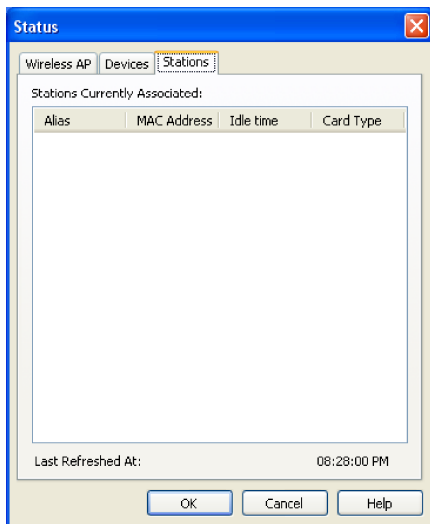 Status
Wireless AP Devices Stations
Stations Currently Associated:
Alias MAC Address Idle time Card Type
Last Refreshed At: 08:28:00 PM
OK Cancel Help